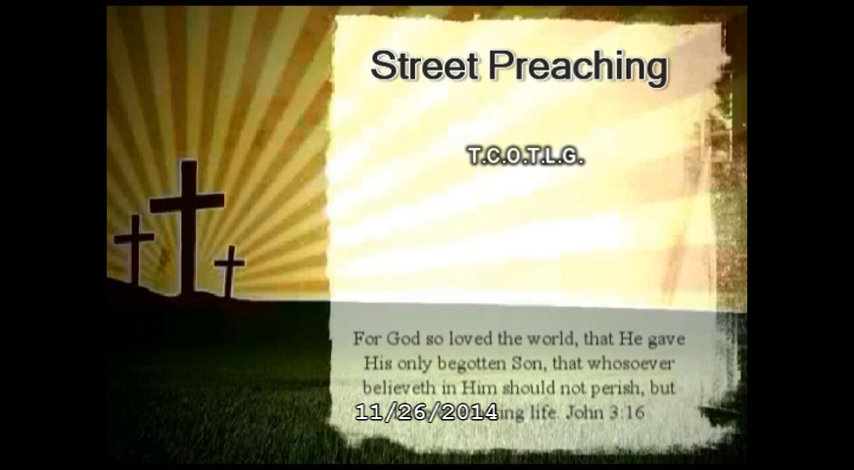 Street Preaching
T.C.O.T.L.G.
For God so loved the world, that He gave
His only begotten Son, that whosoever
believeth in Him should not perish, but
11/26/2014 ing life. John 3:16